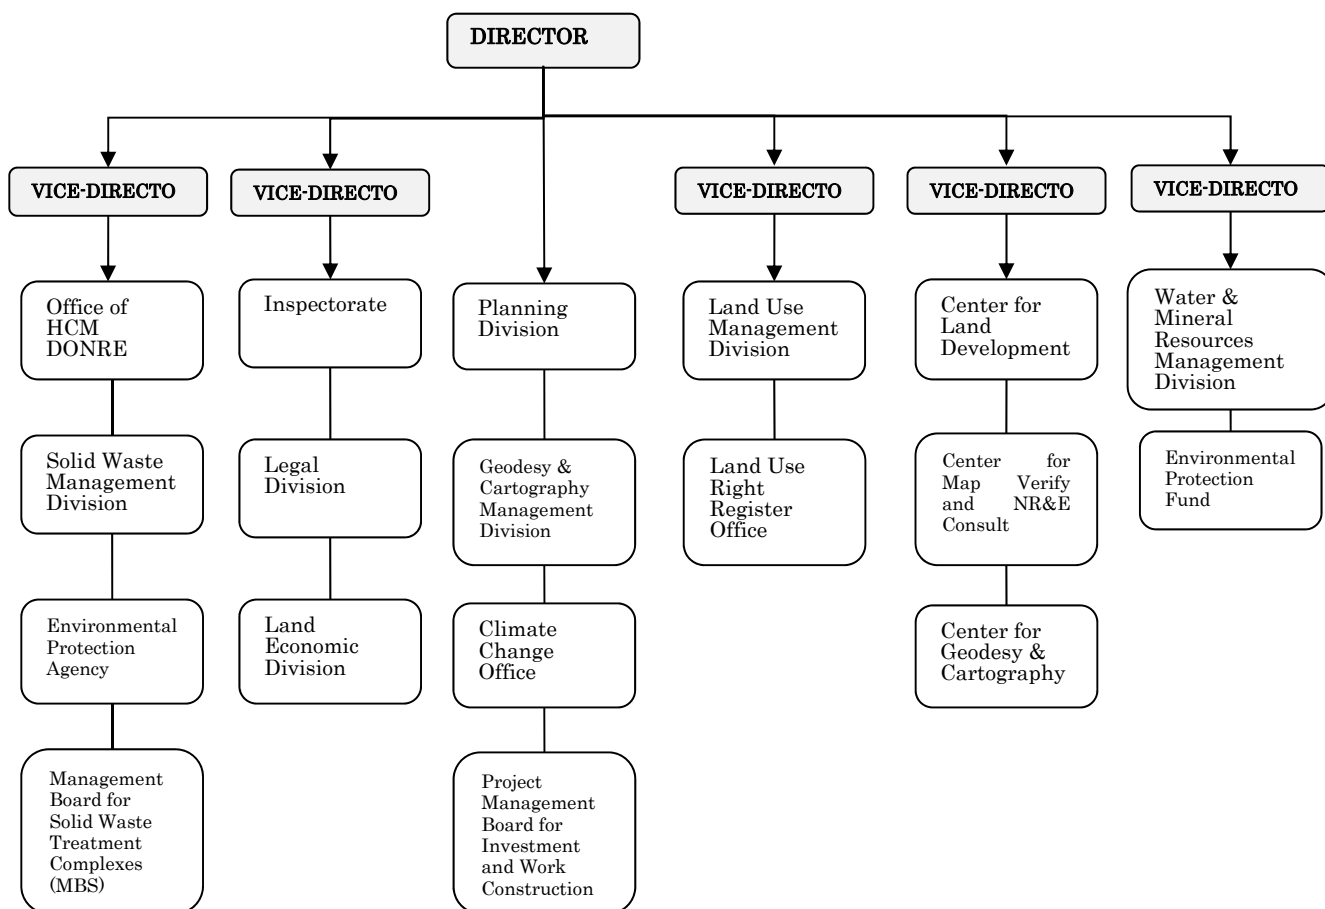 DIRECTOR
VICE-DIRECTO
VICE-DIRECTO
VICE-DIRECTO
VICE-DIRECTO
VICE-DIRECTO
Office of
HCM
DONRE
Inspectorate
Planning
Division
Land Use
Management
Division
Center for
Land
Development
Water &
Mineral
Resources
Management
Division
Solid Waste
Management
Division
Legal
Division
Geodesy &
Cartography
Management
Division
Land Use
Right
Register
Office
Center for
Map Verify
and NR&E
Consult
Environmental
Protection
Fund
Environmental
Protection
Agency
Land
Economic
Division
Climate
Change
Office
Center for
Geodesy &
Cartography
Management
Board for
Solid Waste
Treatment
Complexes
(MBS)
Project
Management
Board for
Investment
and Work
Construction